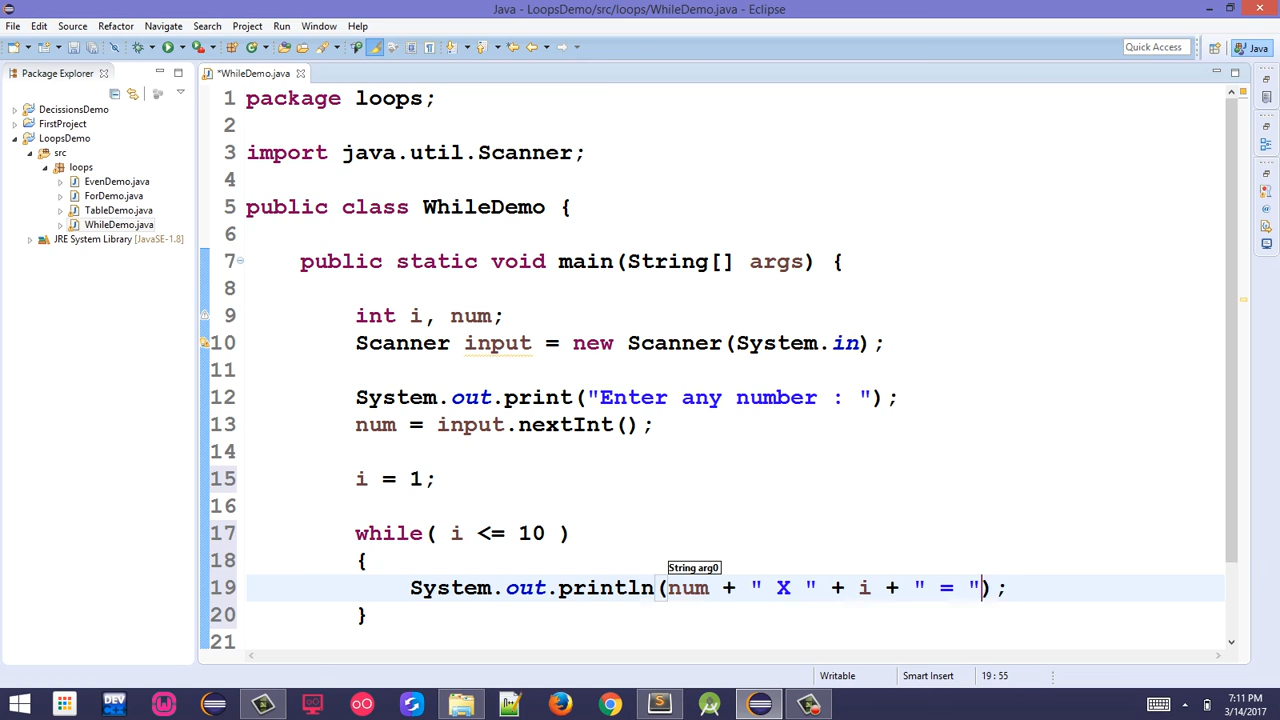 Java - LoopsDemo/src/loops/WhileDemo.java - Eclipse
File Edit Source Refactor Navigate Search Project Run Window Help
Quick Access
Java
Package Explorer
*WhileDemo.java
DecissionsDemo
FirstProject
LoopsDemo
src
loops
EvenDemo.java
ForDemo.java
TableDemo.java
WhileDemo.java
JRE System Library [JavaSE-1.8]
1 package loops;
2
3 import java.util.Scanner;
4
5 public class WhileDemo {
6
7 public static void main(String[] args) {
8
9 int i, num;
10 Scanner input = new Scanner(System.in);
11
12 System.out.print("Enter any number : ");
13 num = input.nextInt();
14
15 i = 1;
16
17 while( i <= 10 )
18 {
String arg0
19 System.out.println(num + " X " + i + " = ");
20 }
21
Writable Smart Insert 19 : 55
DEV
7:11 PM
3/14/2017